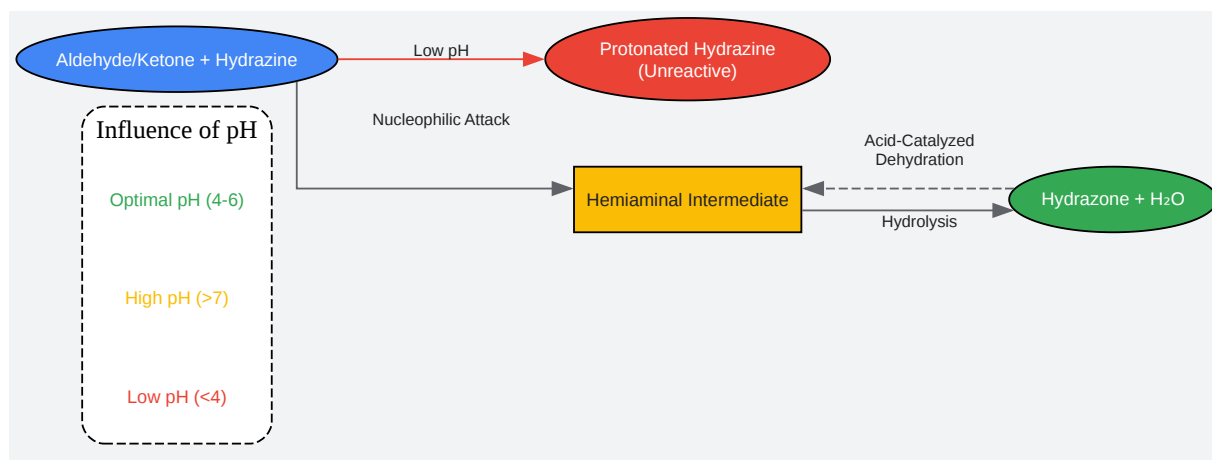 Aldehyde/Ketone + Hydrazine
Low pH
Protonated Hydrazine
(Unreactive)
Influence of pH
Nucleophilic Attack
Optimal pH (4-6)
High pH (>7)
Low pH (<4)
Hemiaminal Intermediate
Acid-Catalyzed
Dehydration
Hydrolysis
Hydrazone + H₂O